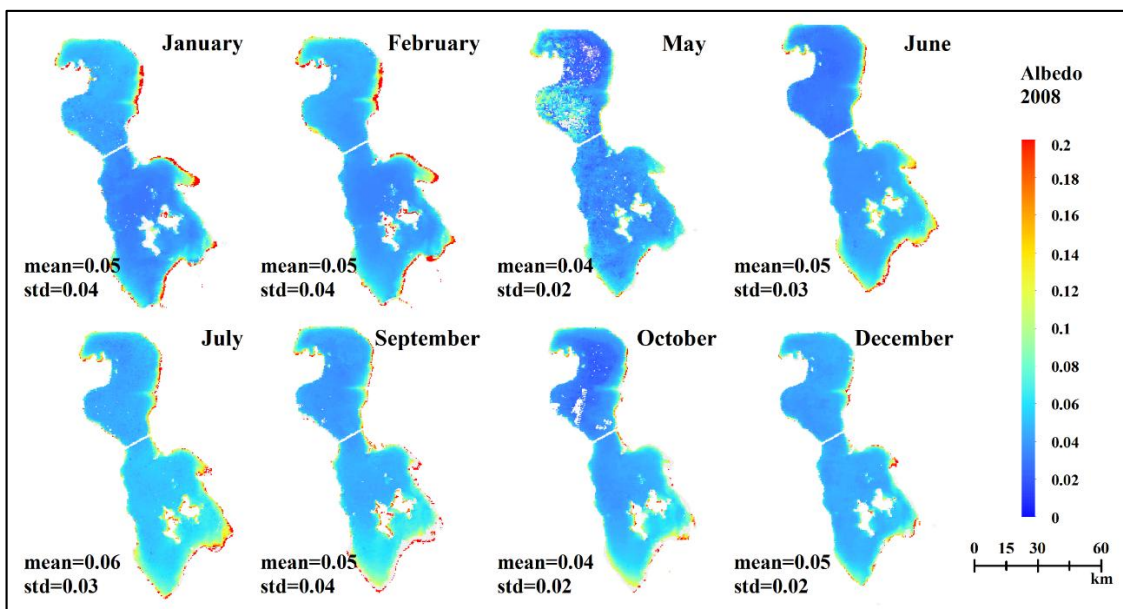 January
February
May
June
Albedo
2008
0.2
0.18
0.16
0.14
0.12
0.1
0.08
0.06
0.04
0.02
0
mean=0.05
std=0.04
mean=0.05
std=0.04
mean=0.04
std=0.02
mean=0.05
std=0.03
July
September
October
December
mean=0.06
std=0.03
mean=0.05
std=0.04
mean=0.04
std=0.02
mean=0.05
std=0.02
0 15 30 60
km